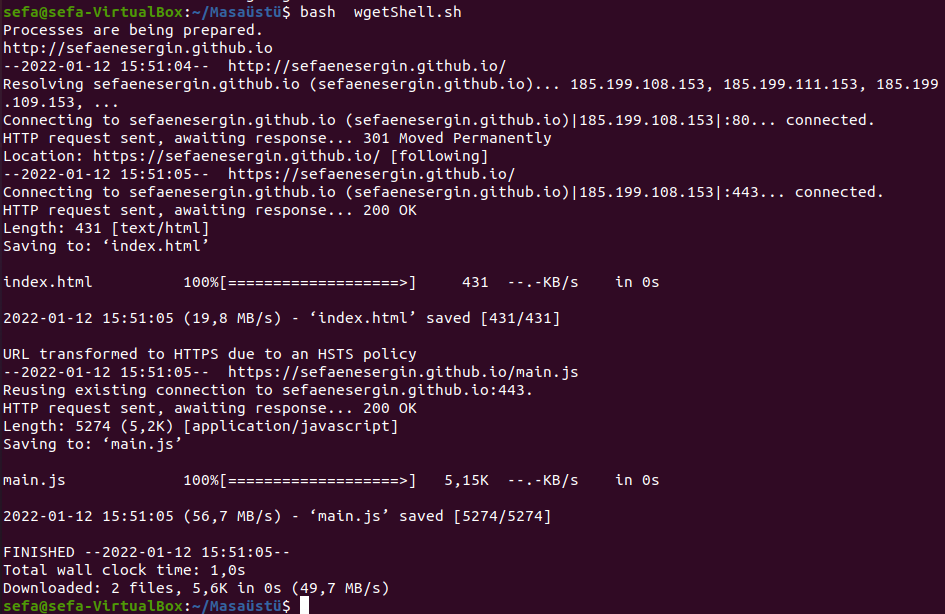 sefa@sefa-VirtualBox:~/Masaüstü$ bash  wgetShell.sh
Processes are being prepared.
http://sefaenesergin.github.io
--2022-01-12 15:51:04--  http://sefaenesergin.github.io/
Resolving sefaenesergin.github.io (sefaenesergin.github.io)... 185.199.108.153, 185.199.111.153, 185.199
.109.153, ...
Connecting to sefaenesergin.github.io (sefaenesergin.github.io)|185.199.108.153|:80... connected.
HTTP request sent, awaiting response... 301 Moved Permanently
Location: https://sefaenesergin.github.io/ [following]
--2022-01-12 15:51:05--  https://sefaenesergin.github.io/
Connecting to sefaenesergin.github.io (sefaenesergin.github.io)|185.199.108.153|:443... connected.
HTTP request sent, awaiting response... 200 OK
Length: 431 [text/html]
Saving to: ‘index.html’
index.html          100%[===================>]     431  --.-KB/s    in 0s
2022-01-12 15:51:05 (19,8 MB/s) - ‘index.html’ saved [431/431]
URL transformed to HTTPS due to an HSTS policy
--2022-01-12 15:51:05--  https://sefaenesergin.github.io/main.js
Reusing existing connection to sefaenesergin.github.io:443.
HTTP request sent, awaiting response... 200 OK
Length: 5274 (5,2K) [application/javascript]
Saving to: ‘main.js’
main.js             100%[===================>]   5,15K  --.-KB/s    in 0s
2022-01-12 15:51:05 (56,7 MB/s) - ‘main.js’ saved [5274/5274]
FINISHED --2022-01-12 15:51:05--
Total wall clock time: 1,0s
Downloaded: 2 files, 5,6K in 0s (49,7 MB/s)
sefa@sefa-VirtualBox:~/Masaüstü$